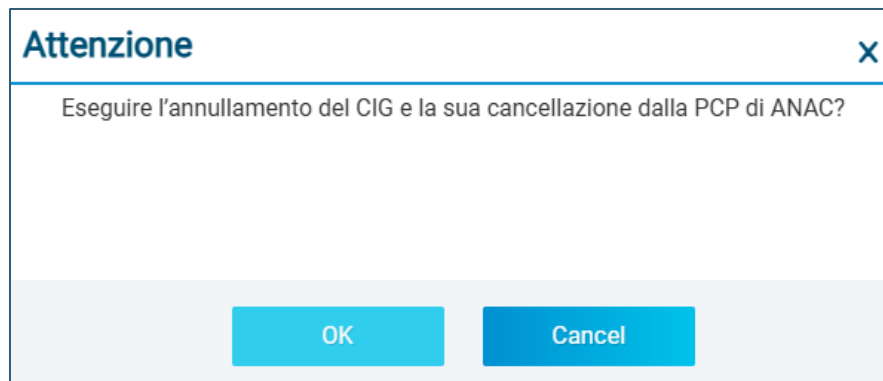 Attenzione
x
Eseguire l'annullamento del CIG e la sua cancellazione dalla PCP di ANAC?
OK
Cancel